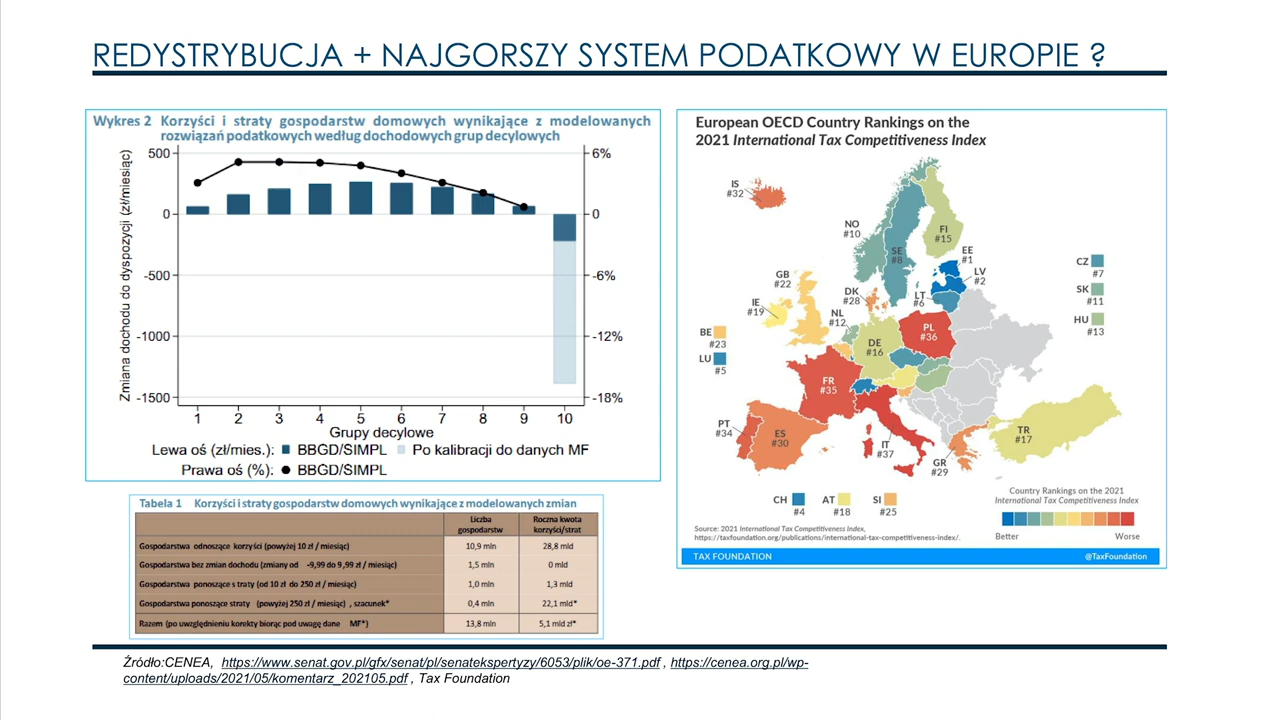 REDYSTRYBUCJA + NAJGORSZY SYSTEM PODATKOWY W EUROPIE ?
Wykres 2 Korzyści i straty gospodarstw domowych wynikające z modelowanych
rozwiązań podatkowych według dochodowych grup decylowych
Zmiana dochodu do dyspozycji (zł/miesiąc)
500
0
-500
-1000
-1500
6%
0
-6%
-12%
-18%
1 2 3 4 5 6 7 8 9 10
Grupy decylowe
Lewa oś (zł/mies.): BBGD/SIMPL Po kalibracji do danych MF
Prawa oś (%): BBGD/SIMPL
Tabela 1 Korzyści i straty gospodarstw domowych wynikające z modelowanych zmian
Liczba gospodarstw Roczna kwota korzyści/strat
Gospodarstwa odnoszące korzyści (powyżej 10 zł / miesiąc) 10,9 mln 28,8 mld
Gospodarstwa bez zmian dochodu (zmiany od -9,99 do 9,99 zł / miesiąc) 1,5 mln 0 mld
Gospodarstwa ponoszące straty (od 10 zł do 250 zł / miesiąc) 1,0 mln 1,3 mld
Gospodarstwa ponoszące straty (powyżej 250 zł / miesiąc) , szacunek* 0,4 mln 22,1 mld*
Razem (po uwzględnieniu korekty biorąc pod uwagę dane MF*) 13,8 mln 5,1 mld zł*
European OECD Country Rankings on the
2021 International Tax Competitiveness Index
IS
#32
NO
#10
SE
#8
FI
#15
EE
#1
LV
#2
LT
#6
DK
#28
GB
#22
IE
#19
NL
#12
BE
#23
LU
#5
DE
#16
PL
#36
CZ
#7
SK
#11
HU
#13
FR
#35
PT
#34
ES
#30
IT
#37
GR
#29
TR
#17
CH
#4
AT
#18
SI
#25
Country Rankings on the 2021
International Tax Competitiveness Index
Better Worse
Source: 2021 International Tax Competitiveness Index,
https://taxfoundation.org/publications/international-tax-competitiveness-index/.
TAX FOUNDATION @TaxFoundation
Źródło:CENEA, https://www.senat.gov.pl/gfx/senat/pl/senatekspertyzy/6053/plik/oe-371.pdf , https://cenea.org.pl/wp-
content/uploads/2021/05/komentarz_202105.pdf , Tax Foundation